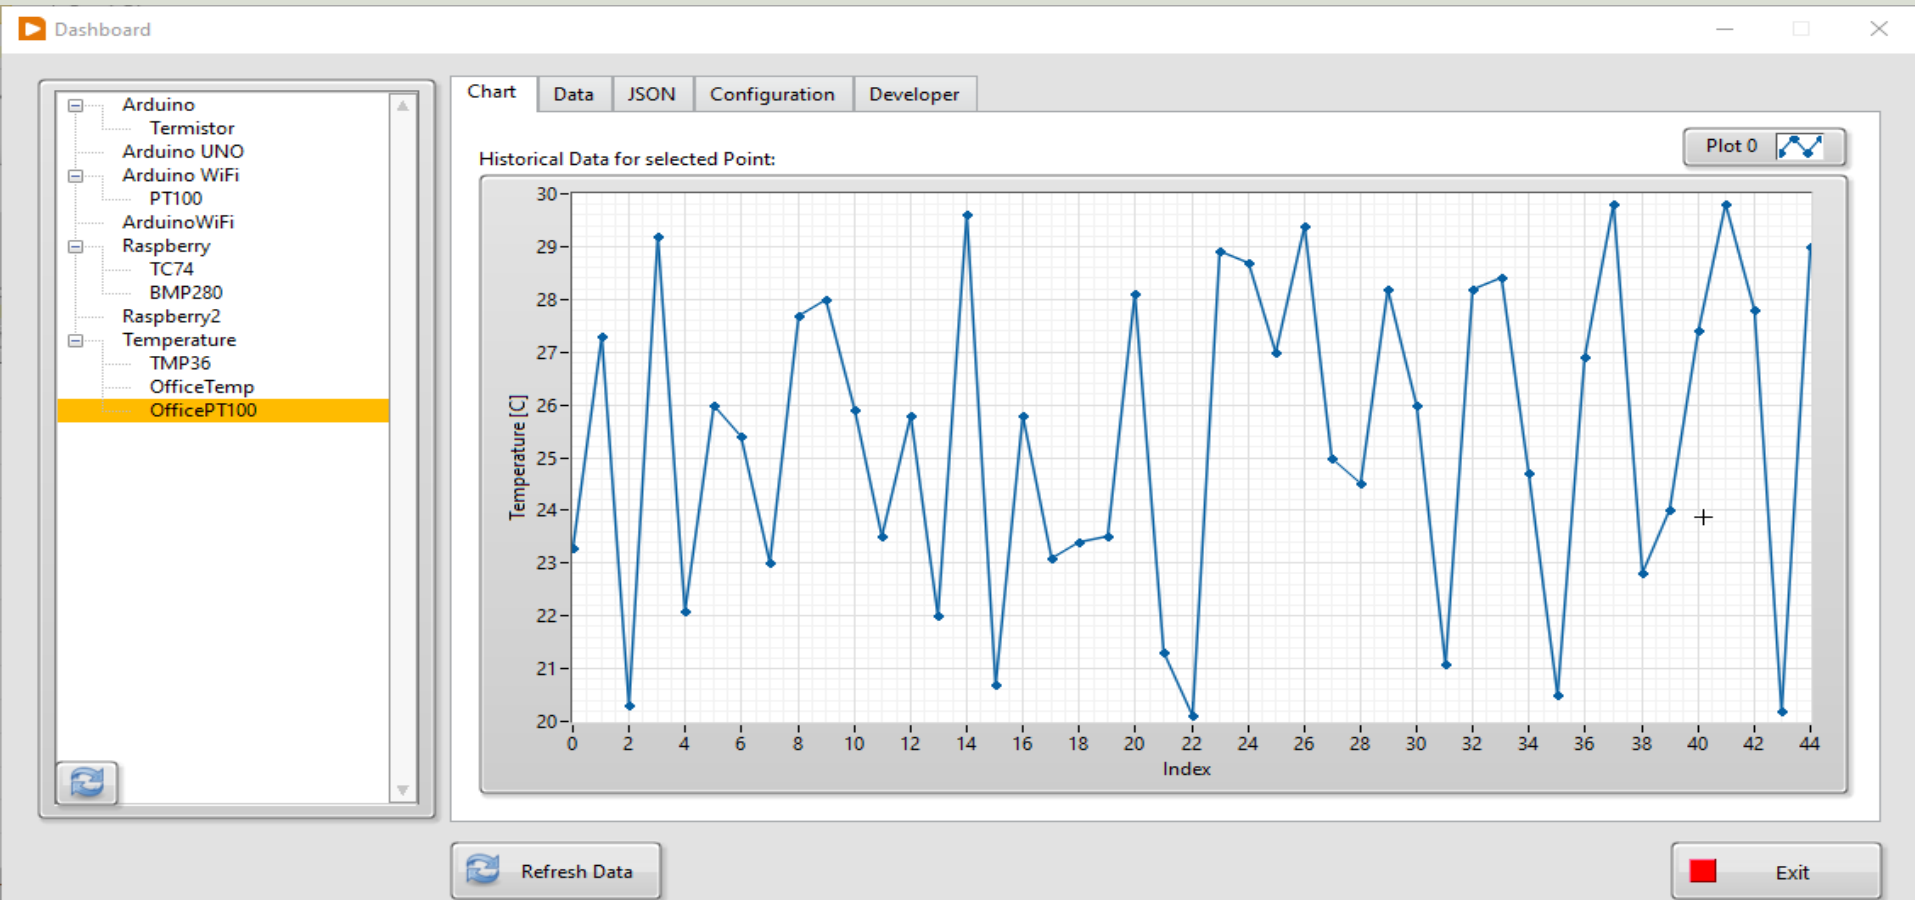 Dashboard
Arduino
Termistor
Arduino UNO
Arduino WiFi
PT100
ArduinoWiFi
Raspberry
TC74
BMP280
Raspberry2
Temperature
TMP36
OfficeTemp
OfficePT100
Chart Data JSON Configuration Developer
Historical Data for selected Point:
Plot 0
Temperature [C]
30
29
28
27
26
25
24
23
22
21
20
0 2 4 6 8 10 12 14 16 18 20 22 24 26 28 30 32 34 36 38 40 42 44
Index
Refresh Data
Exit